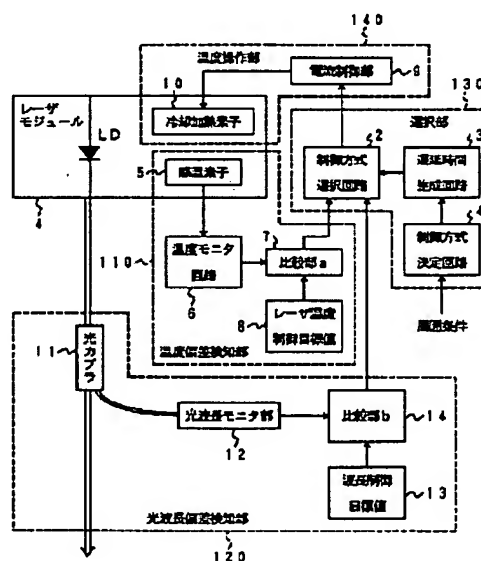 140
温度操作部
電流制御部
9
10
130
レーザ
モジュール
冷却加熱素子
選択部
LD
2
3
制御方式
選択回路
遅延時間
生成回路
5
感温素子
4
7
4
110
温度モニタ
回路
比較部a
制御方式
決定回路
6
8
レーザ温度
制御目標値
周囲条件
温度偏差検知部
11
光カプラ
光波長モニタ部
比較部b
14
12
波長制御
目標値
13
光波長偏差検知部
120